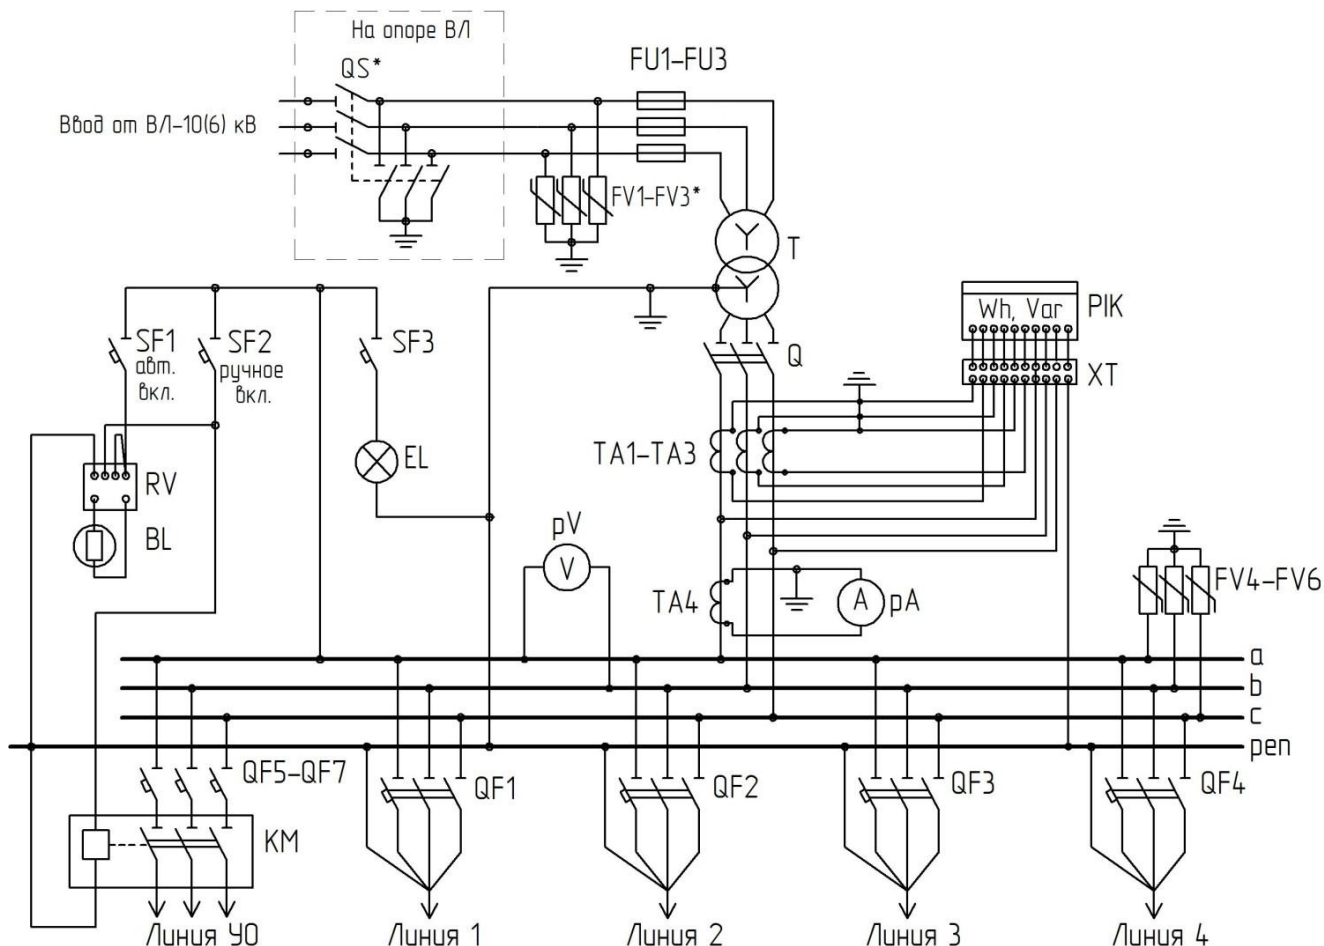 На опоре ВЛ
QS*
FU1-FU3
Ввод от ВЛ-10(6) кВ
FV1-FV3*
T
Wh, Var
PIK
SF1
авт.
вкл.
SF2
ручное
вкл.
SF3
Q
XT
TA1-TA3
EL
RV
BL
pV
V
TA4
A
pA
FV4-FV6
a
b
c
pen
QF5-QF7
QF1
QF2
QF3
QF4
KM
Линия УО
Линия 1
Линия 2
Линия 3
Линия 4